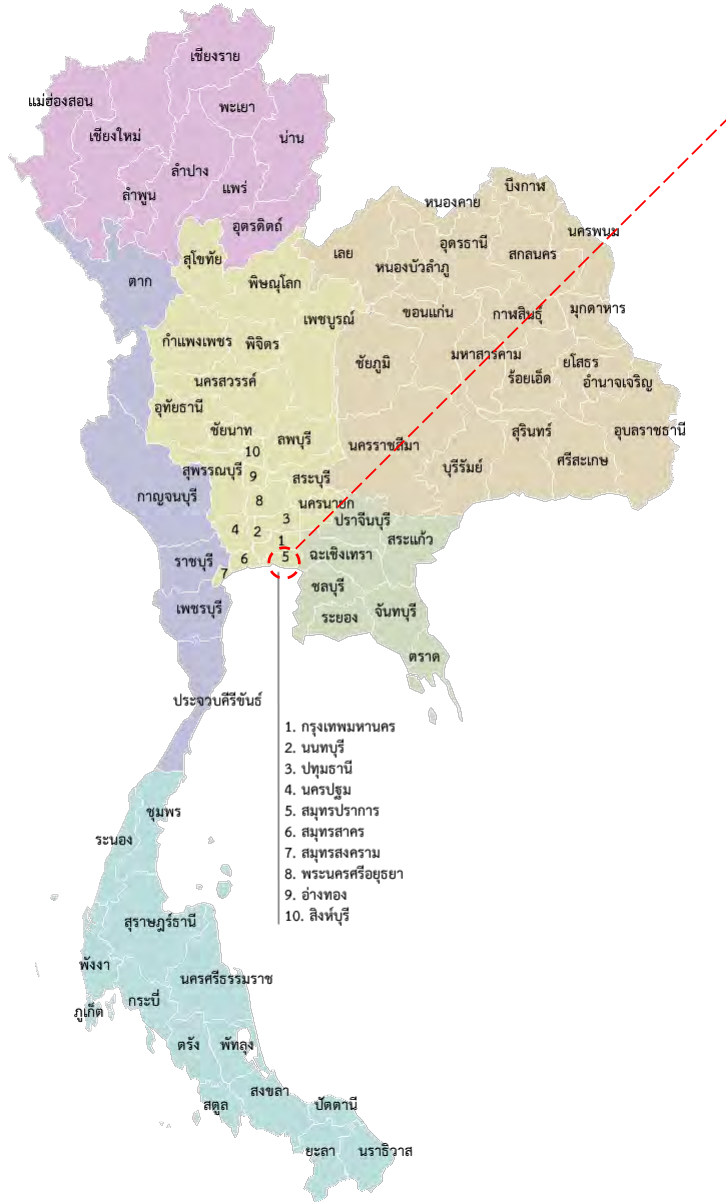 เชียงราย
แม่ฮ่องสอน
พะเยา
เชียงใหม่
น่าน
ลำปาง
ลำพูน
แพร่
อุตรดิตถ์
บึงกาฬ
หนองคาย
นครพนม
อุดรธานี
สกลนคร
เลย
หนองบัวลำภู
สุโขทัย
ตาก
พิษณุโลก
เพชบูรณ์
ขอนแก่น
กาฬสินธุ์
มุกดาหาร
กำแพงเพชร
พิจิตร
ชัยภูมิ
มหาสารคาม
ยโสธร
ร้อยเอ็ด
อำนาจเจริญ
นครสวรรค์
อุทัยธานี
ชัยนาท
ลพบุรี
นครราชสีมา
สุรินทร์
อุบลราชธานี
10
สุพรรณบุรี
9
สระบุรี
บุรีรัมย์
ศรีสะเกษ
กาญจนบุรี
8
นครนายก
3
ปราจีนบุรี
4
2
1
สระแก้ว
ราชบุรี
7
6
5
ฉะเชิงเทรา
เพชรบุรี
ชลบุรี
ระยอง
จันทบุรี
ตราด
ประจวบคีรีขันธ์
1. กรุงเทพมหานคร
2. นนทบุรี
3. ปทุมธานี
4. นครปฐม
5. สมุทรปราการ
6. สมุทรสาคร
7. สมุทรสงคราม
8. พระนครศรีอยุธยา
9. อ่างทอง
10. สิงห์บุรี
ชุมพร
ระนอง
สุราษฎร์ธานี
พังงา
นครศรีธรรมราช
กระบี่
ภูเก็ต
ตรัง
พัทลุง
สงขลา
สตูล
ปัตตานี
ยะลา
นราธิวาส